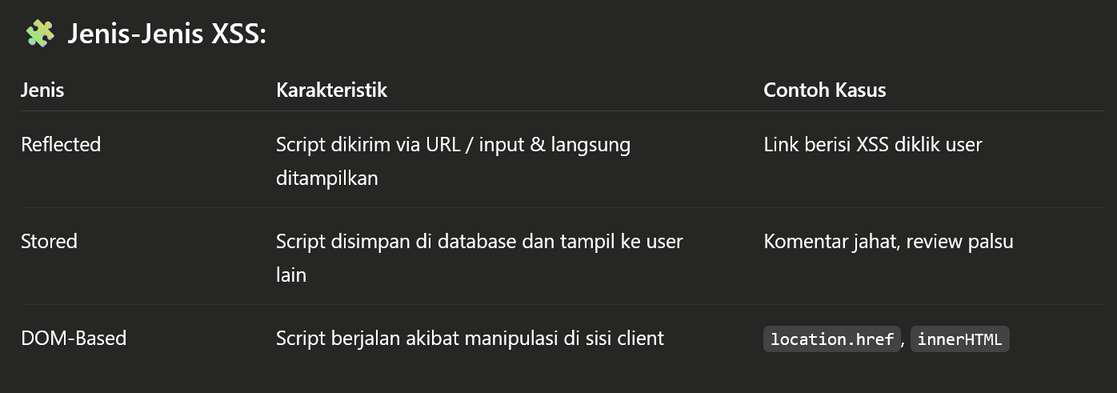 🧩 Jenis-Jenis XSS:
Jenis Karakteristik Contoh Kasus
Reflected Script dikirim via URL / input & langsung ditampilkan Link berisi XSS diklik user
Stored Script disimpan di database dan tampil ke user lain Komentar jahat, review palsu
DOM-Based Script berjalan akibat manipulasi di sisi client location.href, innerHTML